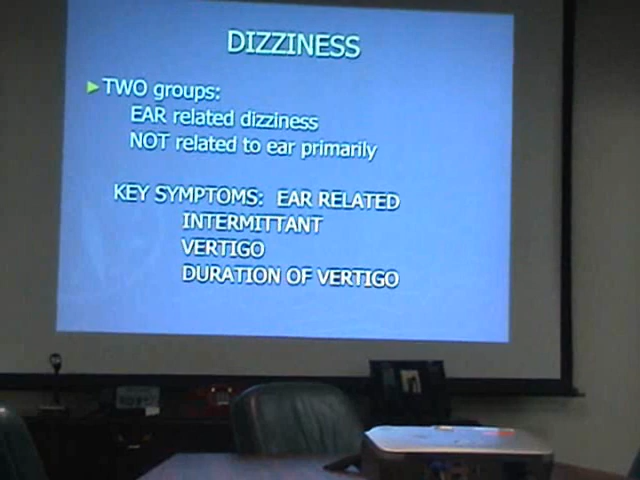 DIZZINESS
►TWO groups:
EAR related dizziness
NOT related to ear primarily
KEY SYMPTOMS: EAR RELATED
INTERMITTANT
VERTIGO
DURATION OF VERTIGO